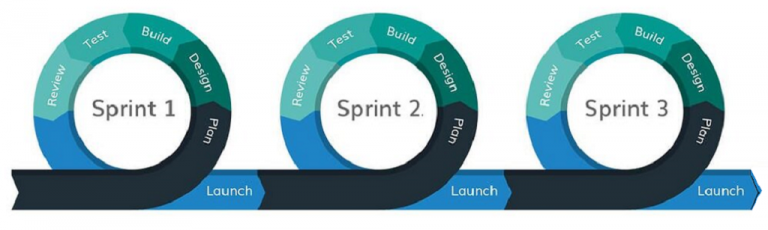 Review
Test
Build
Design
Plan
Sprint 1
Launch
Review
Test
Build
Design
Plan
Sprint 2.
Launch
Review
Test
Build
Design
Plan
Sprint 3
Launch